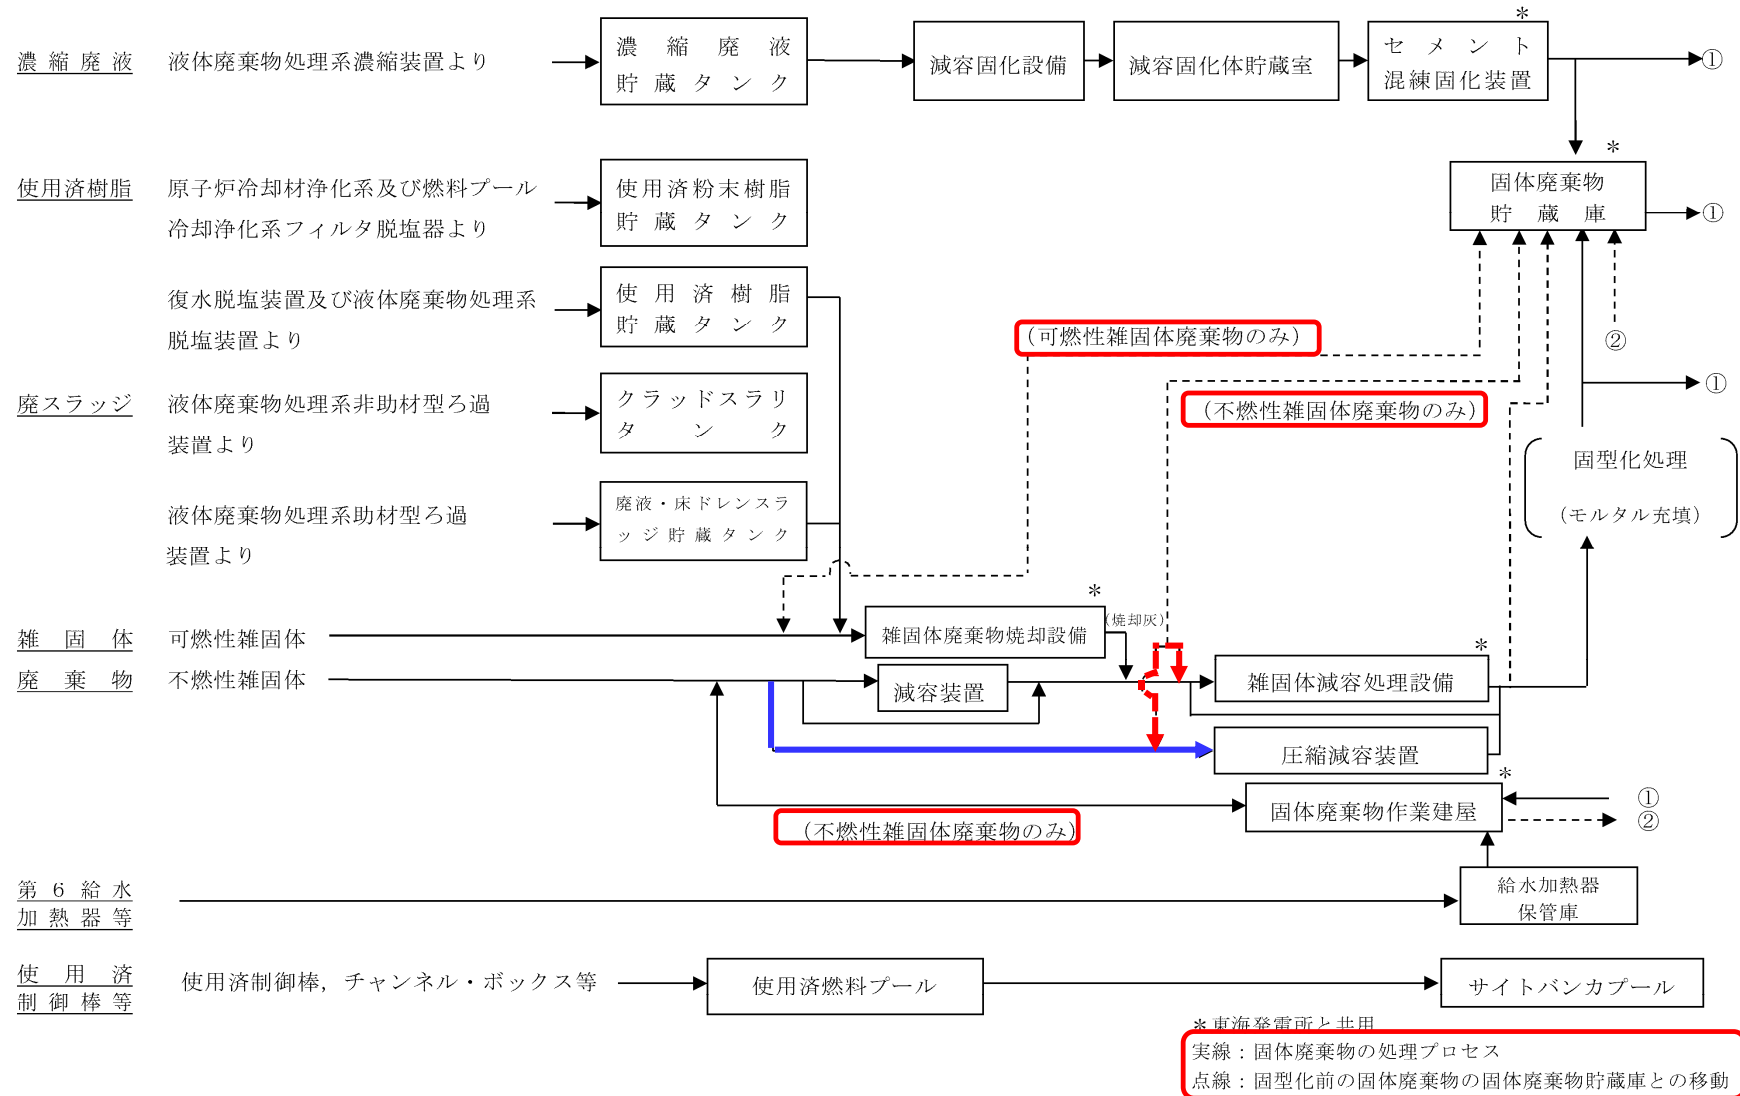 濃縮廃液 液体廃棄物処理系濃縮装置より
濃縮廃液
貯蔵タンク
減容固化設備
減容固化体貯蔵室
＊
セメント
混練固化装置
①
使用済樹脂 原子炉冷却材浄化系及び燃料プール
冷却浄化系フィルタ脱塩器より
使用済粉末樹脂
貯蔵タンク
＊
固体廃棄物
貯蔵庫
①
復水脱塩装置及び液体廃棄物処理系
脱塩装置より
使用済樹脂
貯蔵タンク
（可燃性雑固体廃棄物のみ）
②
廃スラッジ 液体廃棄物処理系非助材型ろ過
装置より
クラッドスラリ
タンク
（不燃性雑固体廃棄物のみ）
①
固型化処理
（モルタル充填）
液体廃棄物処理系助材型ろ過
装置より
廃液・床ドレンスラ
ッジ貯蔵タンク
雑固体 可燃性雑固体
廃棄物 不燃性雑固体
＊
雑固体廃棄物焼却設備
（焼却灰）
減容装置
＊
雑固体減容処理設備
圧縮減容装置
＊
固体廃棄物作業建屋
①
②
（不燃性雑固体廃棄物のみ）
第６給水
加熱器等
給水加熱器
保管庫
使用済
制御棒等
使用済制御棒，チャンネル・ボックス等
使用済燃料プール
サイトバンカプール
＊東海発電所と共用
実線：固体廃棄物の処理プロセス
点線：固型化前の固体廃棄物の固体廃棄物貯蔵庫との移動